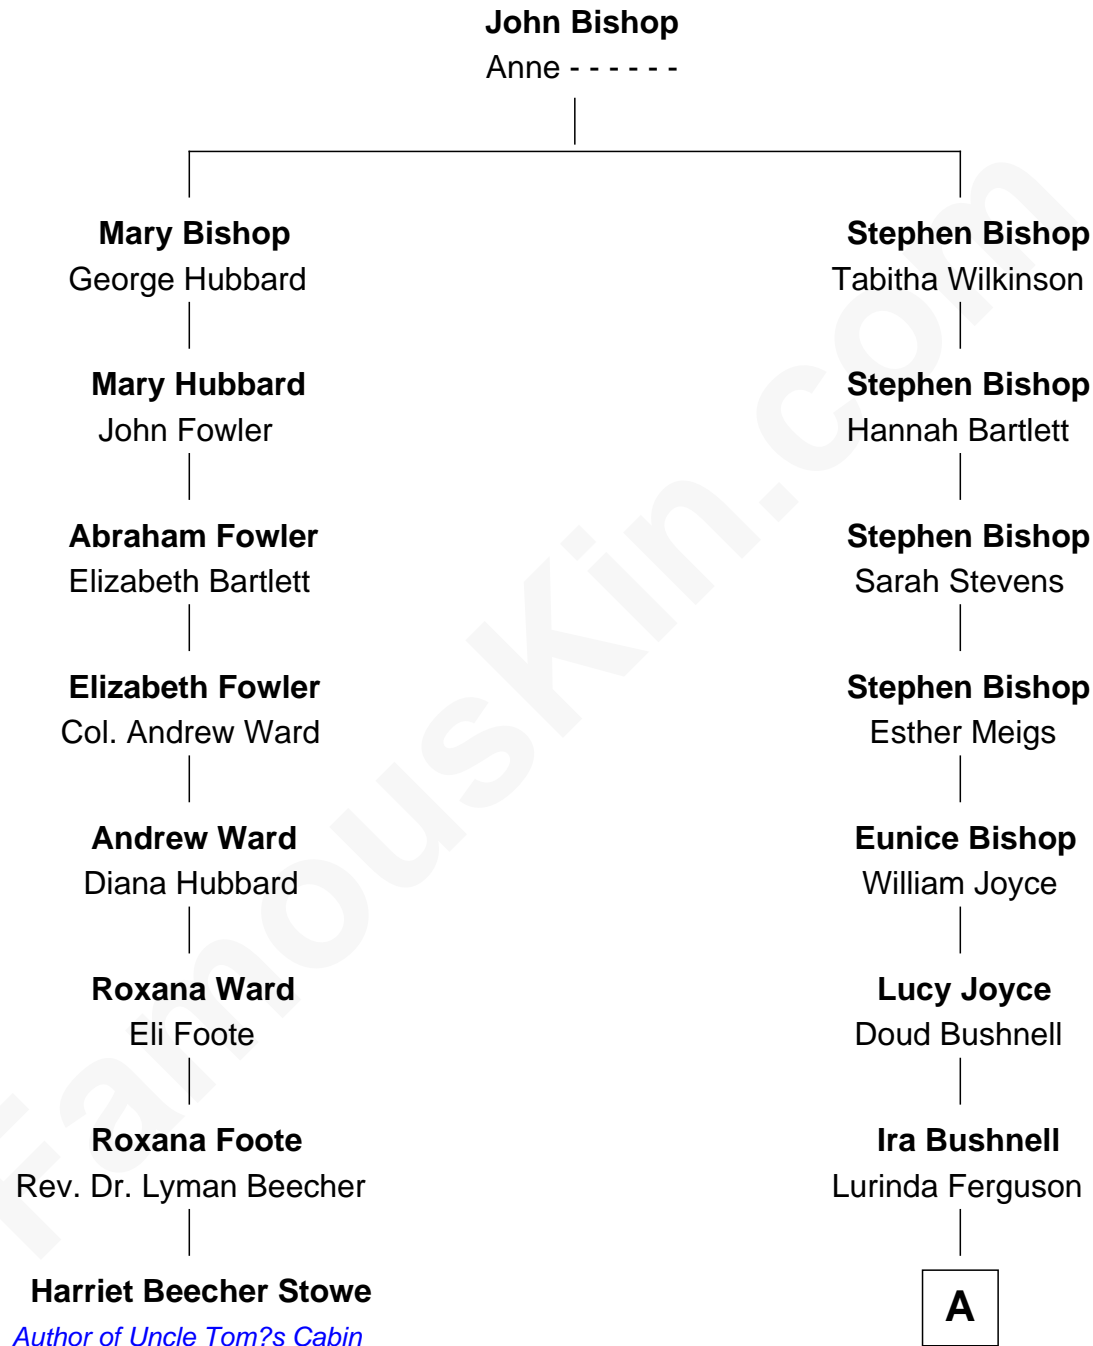 John Bishop
Anne - - - - - -
Mary Bishop
George Hubbard
Stephen Bishop
Tabitha Wilkinson
Mary Hubbard
John Fowler
Stephen Bishop
Hannah Bartlett
Abraham Fowler
Elizabeth Bartlett
Stephen Bishop
Sarah Stevens
Elizabeth Fowler
Col. Andrew Ward
Stephen Bishop
Esther Meigs
Andrew Ward
Diana Hubbard
Eunice Bishop
William Joyce
Roxana Ward
Eli Foote
Lucy Joyce
Doud Bushnell
Roxana Foote
Rev. Dr. Lyman Beecher
Ira Bushnell
Lurinda Ferguson
Harriet Beecher Stowe
Author of Uncle Tom?s Cabin
A
FamousKin.com